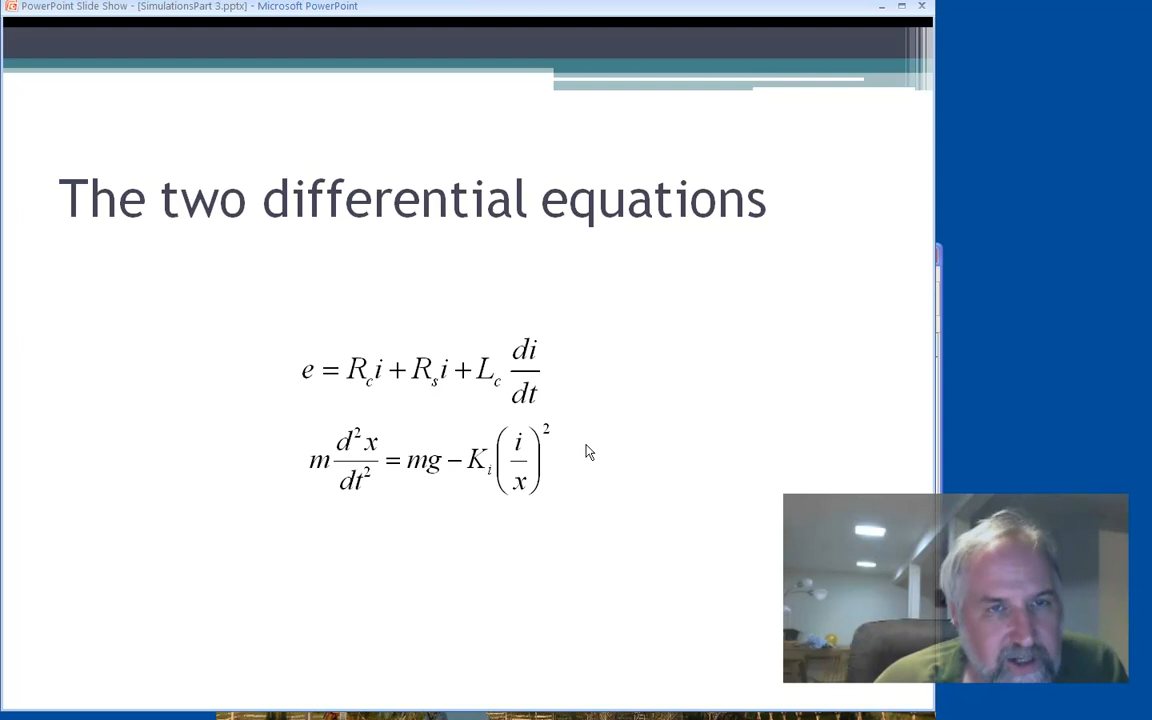 PowerPoint Slide Show - [SimulationsPart 3.pptx] - Microsoft PowerPoint
The two differential equations
e = R_c i + R_s i + L_c di/dt
m d²x/dt² = mg − K_i (i/x)²